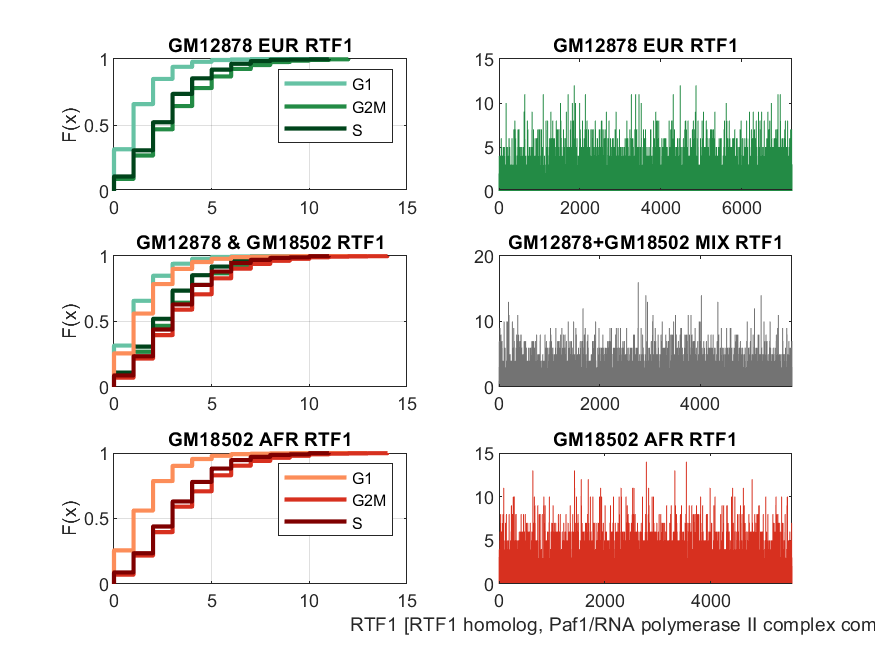 GM12878 EUR RTF1
GM12878 EUR RTF1
1
0.5
0
F(x)
G1
G2M
S
0 5 10 15
15
10
5
0
0 2000 4000 6000
GM12878 & GM18502 RTF1
GM12878+GM18502 MIX RTF1
1
0.5
0
F(x)
0 5 10 15
20
10
0
0 2000 4000
GM18502 AFR RTF1
GM18502 AFR RTF1
1
0.5
0
F(x)
G1
G2M
S
0 5 10 15
15
10
5
0
0 2000 4000
RTF1 [RTF1 homolog, Paf1/RNA polymerase II complex com